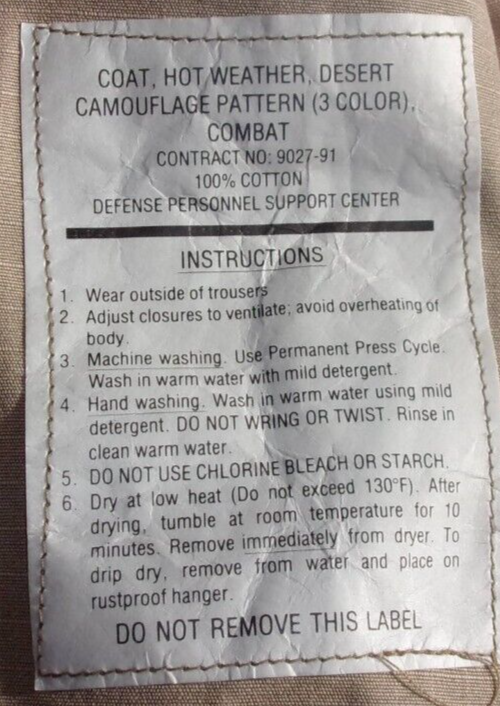 COAT, HOT WEATHER, DESERT
CAMOUFLAGE PATTERN (3 COLOR),
COMBAT
CONTRACT NO: 9027-91
100% COTTON
DEFENSE PERSONNEL SUPPORT CENTER
INSTRUCTIONS
1. Wear outside of trousers
2. Adjust closures to ventilate; avoid overheating of
body.
3. Machine washing. Use Permanent Press Cycle.
Wash in warm water with mild detergent.
4. Hand washing. Wash in warm water using mild
detergent. DO NOT WRING OR TWIST. Rinse in
clean warm water.
5. DO NOT USE CHLORINE BLEACH OR STARCH.
6. Dry at low heat (Do not exceed 130°F). After
drying, tumble at room temperature for 10
minutes. Remove immediately from dryer. To
drip dry, remove from water and place on
rustproof hanger.
DO NOT REMOVE THIS LABEL